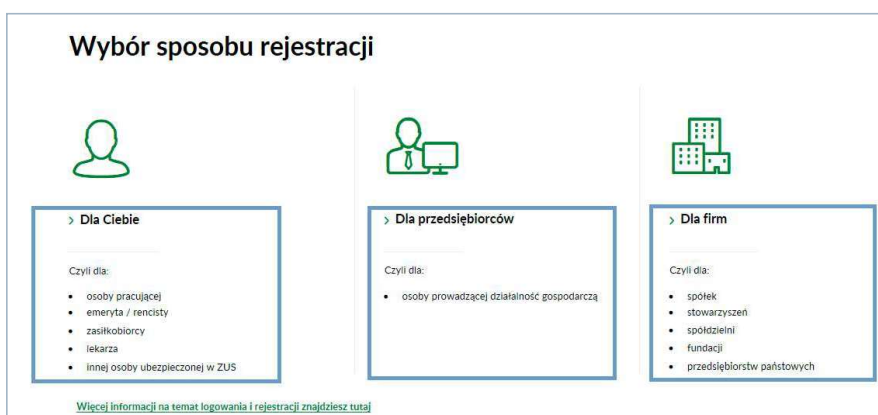 Wybór sposobu rejestracji
> Dla Ciebie
Czyli dla:
• osoby pracującej
• emeryta / rencisty
• zasiłkobiorcy
• lekarza
• innej osoby ubezpieczonej w ZUS
> Dla przedsiębiorców
Czyli dla:
• osoby prowadzącej działalność gospodarczą
> Dla firm
Czyli dla:
• spółek
• stowarzyszeń
• spółdzielni
• fundacji
• przedsiębiorstw państowych
Więcej informacji na temat logowania i rejestracji znajdziesz tutaj